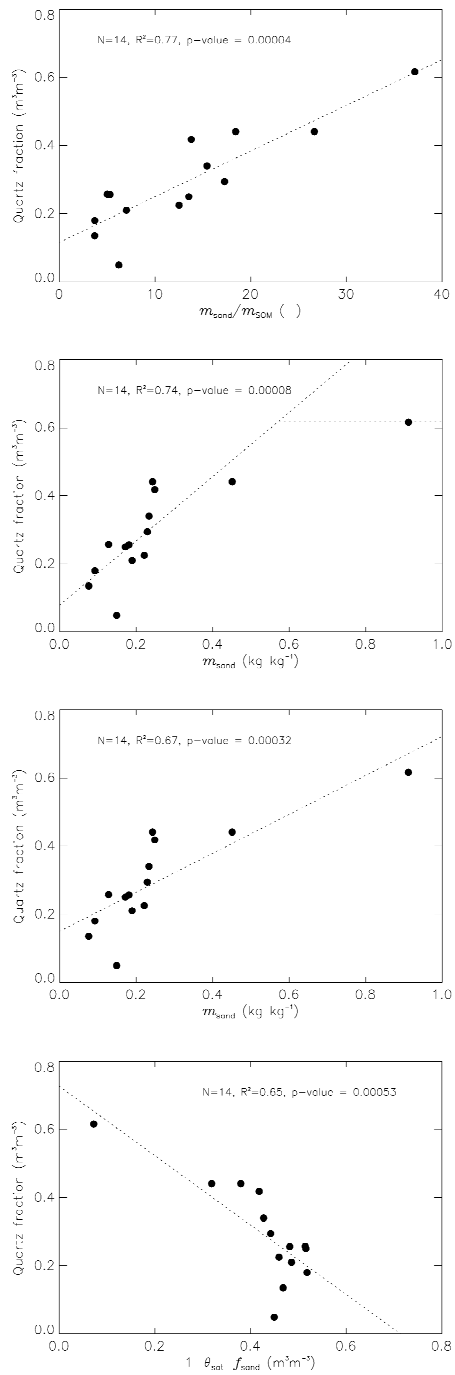 N=14, R²=0.77, p-value = 0.00004
Quartz fraction (m³m⁻³)
0.8
0.6
0.4
0.2
0.0
0 10 20 30 40
m_sand/m_SOM ( )
N=14, R²=0.74, p-value = 0.00008
Quartz fraction (m³m⁻³)
0.8
0.6
0.4
0.2
0.0
0.0 0.2 0.4 0.6 0.8 1.0
m_sand (kg kg⁻¹)
N=14, R²=0.67, p-value = 0.00032
Quartz fraction (m³m⁻³)
0.8
0.6
0.4
0.2
0.0
0.0 0.2 0.4 0.6 0.8 1.0
m_sand (kg kg⁻¹)
N=14, R²=0.65, p-value = 0.00053
Quartz fraction (m³m⁻³)
0.8
0.6
0.4
0.2
0.0
0.0 0.2 0.4 0.6 0.8
1 θ_sat f_sand (m³m⁻³)